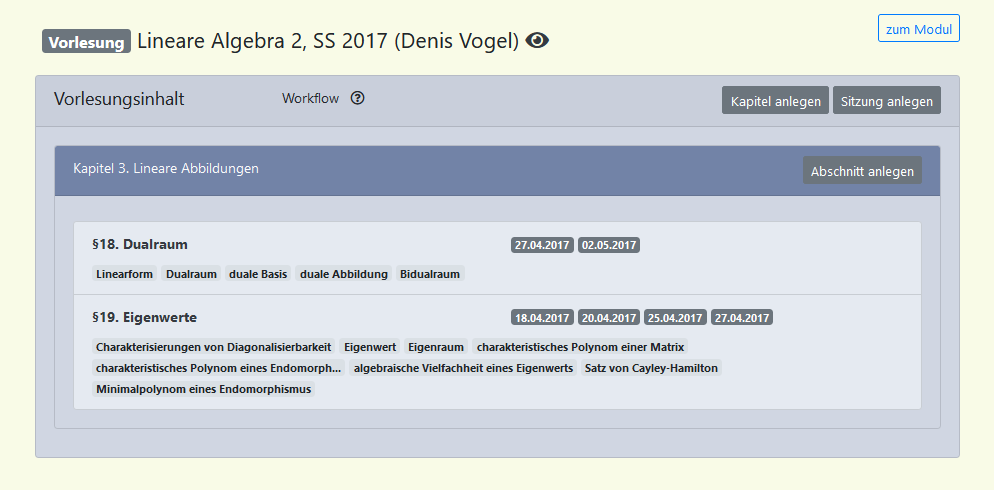 Vorlesung Lineare Algebra 2, SS 2017 (Denis Vogel)
zum Modul
Vorlesungsinhalt Workflow Kapitel anlegen Sitzung anlegen
Kapitel 3. Lineare Abbildungen Abschnitt anlegen
§18. Dualraum 27.04.2017 02.05.2017
Linearform Dualraum duale Basis duale Abbildung Bidualraum
§19. Eigenwerte 18.04.2017 20.04.2017 25.04.2017 27.04.2017
Charakterisierungen von Diagonalisierbarkeit Eigenwert Eigenraum charakteristisches Polynom einer Matrix
charakteristisches Polynom eines Endomorph... algebraische Vielfachheit eines Eigenwerts Satz von Cayley-Hamilton
Minimalpolynom eines Endomorphismus